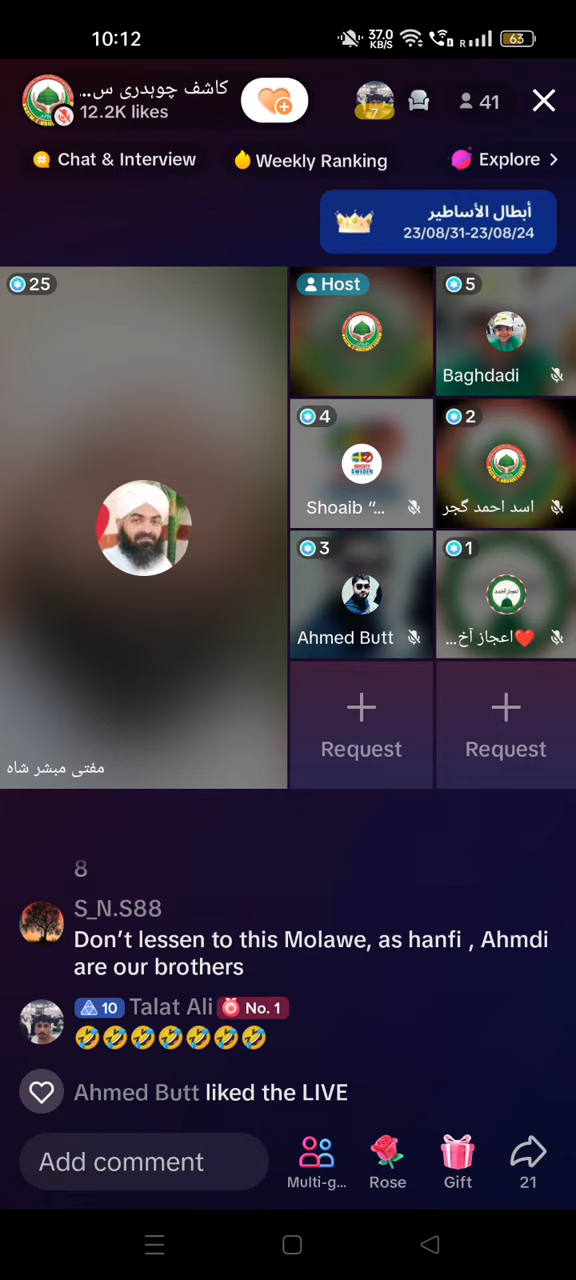 10:12
37.0
KB/S
R
63
کاشف چوہدری س...
12.2K likes
7
41
Chat & Interview
Weekly Ranking
Explore
أبطال الأساطير
23/08/31-23/08/24
25
Host
5
Baghdadi
4
SWEDEN
Shoaib “...
2
اسد احمد گجر
3
Ahmed Butt
1
❤️اعجاز آخ...
Request
Request
مفتی مبشر شاہ
8
S_N.S88
Don’t lessen to this Molawe, as hanfi , Ahmdi
are our brothers
10 Talat Ali No. 1
🤣🤣🤣🤣🤣🤣🤣
Ahmed Butt liked the LIVE
Add comment
Multi-g...
Rose
Gift
21